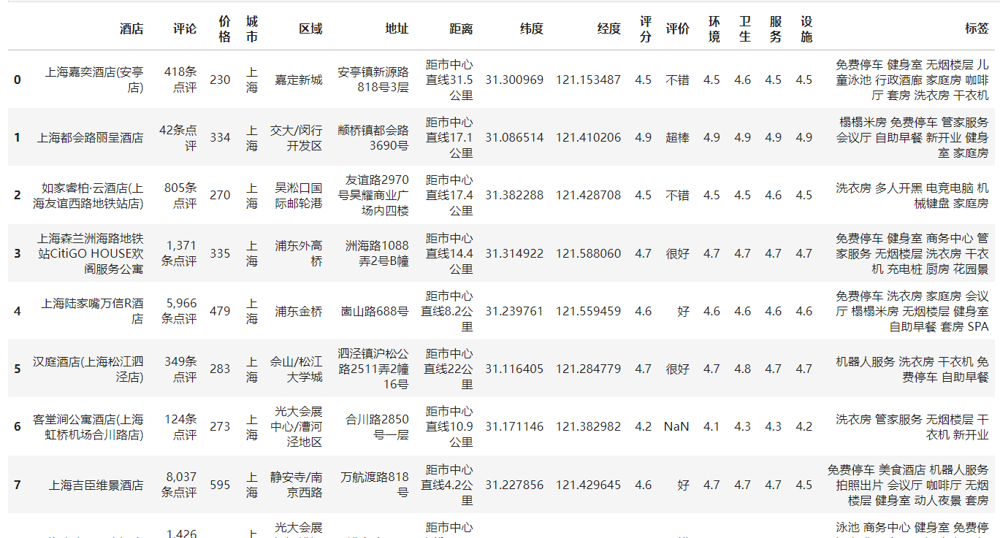 酒店 评论 价格 城市 区域 地址 距离 纬度 经度 评分 评价 环境 卫生 服务 设施 标签
0 上海嘉奕酒店(安亭店) 418条点评 230 上海 嘉定新城 安亭镇新源路818号3层 距市中心直线31.5公里 31.300969 121.153487 4.5 不错 4.5 4.6 4.5 4.5 免费停车 健身室 无烟楼层 儿童泳池 行政酒廊 家庭房 咖啡厅 套房 洗衣房 干衣机
1 上海都会路丽呈酒店 42条点评 334 上海 交大/闵行开发区 颛桥镇都会路3690号 距市中心直线17.1公里 31.086514 121.410206 4.9 超棒 4.9 4.9 4.9 4.9 榻榻米房 免费停车 管家服务 会议厅 自助早餐 新开业 健身室 家庭房
2 如家睿柏·云酒店(上海友谊西路地铁站店) 805条点评 270 上海 吴淞口国际邮轮港 友谊路2970号昊耀商业广场内四楼 距市中心直线17.4公里 31.382288 121.428708 4.5 不错 4.5 4.5 4.6 4.5 洗衣房 多人开黑 电竞电脑 机械键盘 家庭房
3 上海森兰洲海路地铁站CitiGO HOUSE欢阁服务公寓 1,371条点评 335 上海 浦东外高桥 洲海路1088弄2号B幢 距市中心直线14.4公里 31.314922 121.588060 4.7 很好 4.7 4.7 4.7 4.7 免费停车 健身室 商务中心 管家服务 无烟楼层 洗衣房 干衣机 充电桩 厨房 花园景
4 上海陆家嘴万信R酒店 5,966条点评 479 上海 浦东金桥 崮山路688号 距市中心直线8.2公里 31.239761 121.559459 4.6 好 4.6 4.6 4.6 4.6 免费停车 洗衣房 家庭房 会议厅 榻榻米房 无烟楼层 健身室 自助早餐 套房 SPA
5 汉庭酒店(上海松江泗泾店) 349条点评 283 上海 佘山/松江大学城 泗泾镇沪松公路2511弄2幢16号 距市中心直线22公里 31.116405 121.284779 4.7 很好 4.7 4.8 4.7 4.7 机器人服务 洗衣房 干衣机 免费停车 自助早餐
6 客堂间公寓酒店(上海虹桥机场合川路店) 124条点评 273 上海 光大会展中心/漕河泾地区 合川路2850号一层 距市中心直线10.9公里 31.171146 121.382982 4.2 NaN 4.1 4.3 4.3 4.2 洗衣房 管家服务 无烟楼层 干衣机 新开业
7 上海吉臣维景酒店 8,037条点评 595 上海 静安寺/南京西路 万航渡路818号 距市中心直线4.2公里 31.227856 121.429645 4.6 好 4.7 4.7 4.7 4.5 免费停车 美食酒店 机器人服务 拍照出片 会议厅 咖啡厅 无烟楼层 健身室 动人夜景 套房
1,426 上 光大会展 距市中心 泳池 商务中心 健身室 免费停